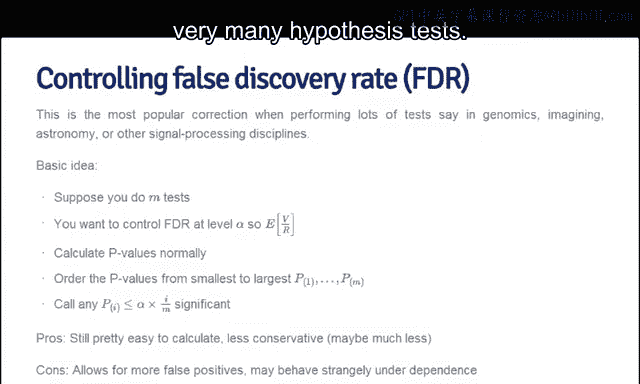 very many hypothesis tests.
Controlling false discovery rate (FDR)
This is the most popular correction when performing lots of tests say in genomics, imagining,
astronomy, or other signal-processing disciplines.
Basic idea:
· Suppose you do m tests
· You want to control FDR at level α so E[V/R]
· Calculate P-values normally
· Order the P-values from smallest to largest P(1), . . . , P(m)
· Call any P(i) ≤ α × i/m significant
Pros: Still pretty easy to calculate, less conservative (maybe much less)
Cons: Allows for more false positives, may behave strangely under dependence